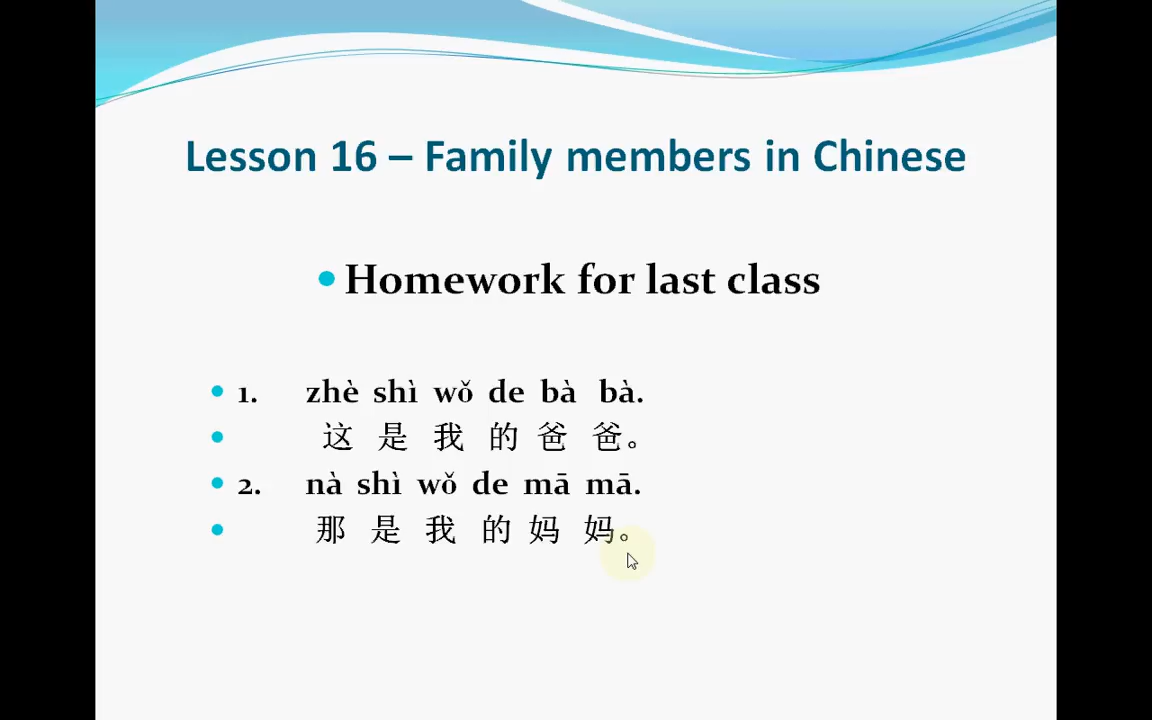 Lesson 16 – Family members in Chinese
• Homework for last class
• 1. zhè shì wǒ de bà bà.
• 这 是 我 的 爸 爸。
• 2. nà shì wǒ de mā mā.
• 那 是 我 的 妈 妈。